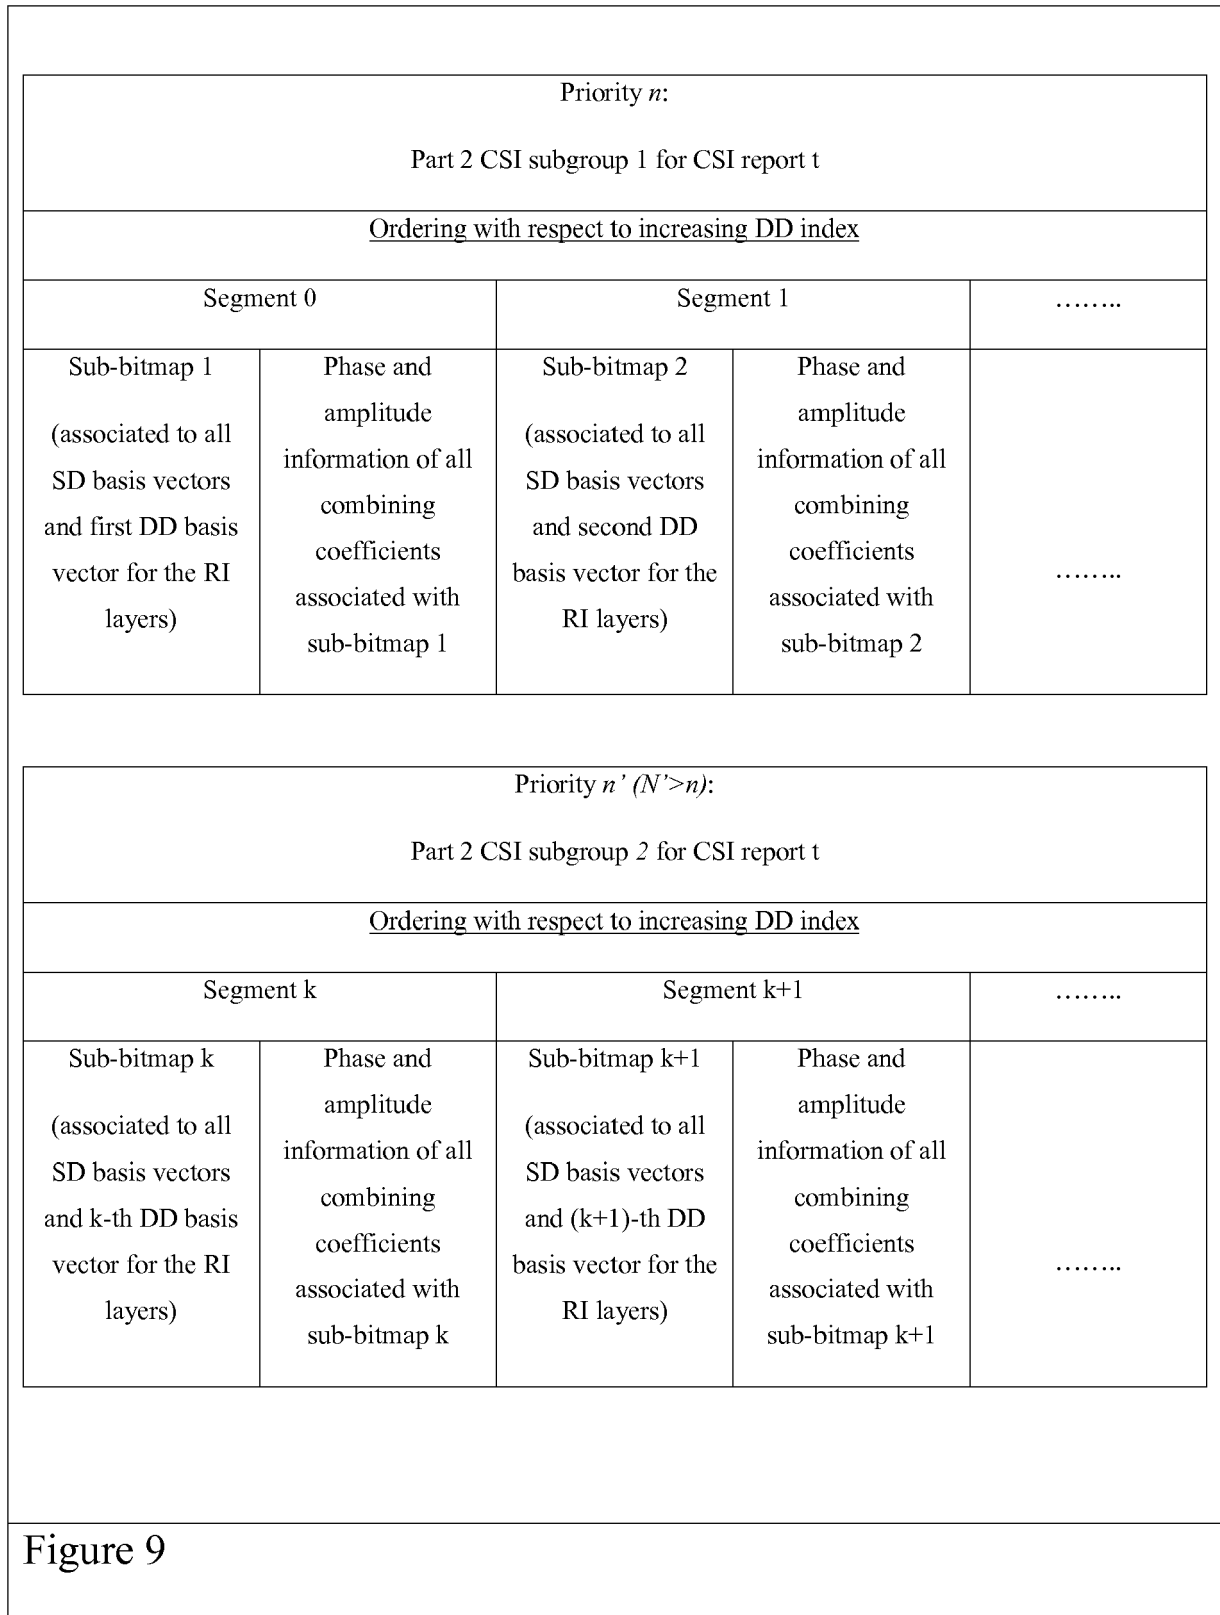 Priority n:
Part 2 CSI subgroup 1 for CSI report t
Ordering with respect to increasing DD index
Segment 0
Segment 1
……..
Sub-bitmap 1
(associated to all
SD basis vectors
and first DD basis
vector for the RI
layers)
Phase and
amplitude
information of all
combining
coefficients
associated with
sub-bitmap 1
Sub-bitmap 2
(associated to all
SD basis vectors
and second DD
basis vector for the
RI layers)
Phase and
amplitude
information of all
combining
coefficients
associated with
sub-bitmap 2
……..
Priority n’ (N’>n):
Part 2 CSI subgroup 2 for CSI report t
Ordering with respect to increasing DD index
Segment k
Segment k+1
……..
Sub-bitmap k
(associated to all
SD basis vectors
and k-th DD basis
vector for the RI
layers)
Phase and
amplitude
information of all
combining
coefficients
associated with
sub-bitmap k
Sub-bitmap k+1
(associated to all
SD basis vectors
and (k+1)-th DD
basis vector for the
RI layers)
Phase and
amplitude
information of all
combining
coefficients
associated with
sub-bitmap k+1
……..
Figure 9